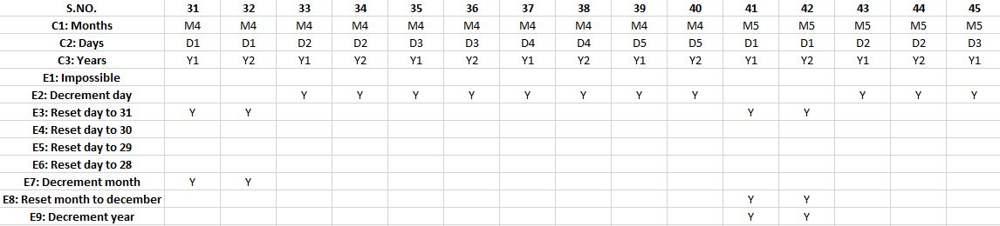 S.NO. 31 32 33 34 35 36 37 38 39 40 41 42 43 44 45
C1: Months M4 M4 M4 M4 M4 M4 M4 M4 M4 M4 M5 M5 M5 M5 M5
C2: Days D1 D1 D2 D2 D3 D3 D4 D4 D5 D5 D1 D1 D2 D2 D3
C3: Years Y1 Y2 Y1 Y2 Y1 Y2 Y1 Y2 Y1 Y2 Y1 Y2 Y1 Y2 Y1
E1: Impossible
E2: Decrement day Y Y Y Y Y Y Y Y Y Y Y
E3: Reset day to 31 Y Y Y Y
E4: Reset day to 30
E5: Reset day to 29
E6: Reset day to 28
E7: Decrement month Y Y
E8: Reset month to december Y Y
E9: Decrement year Y Y